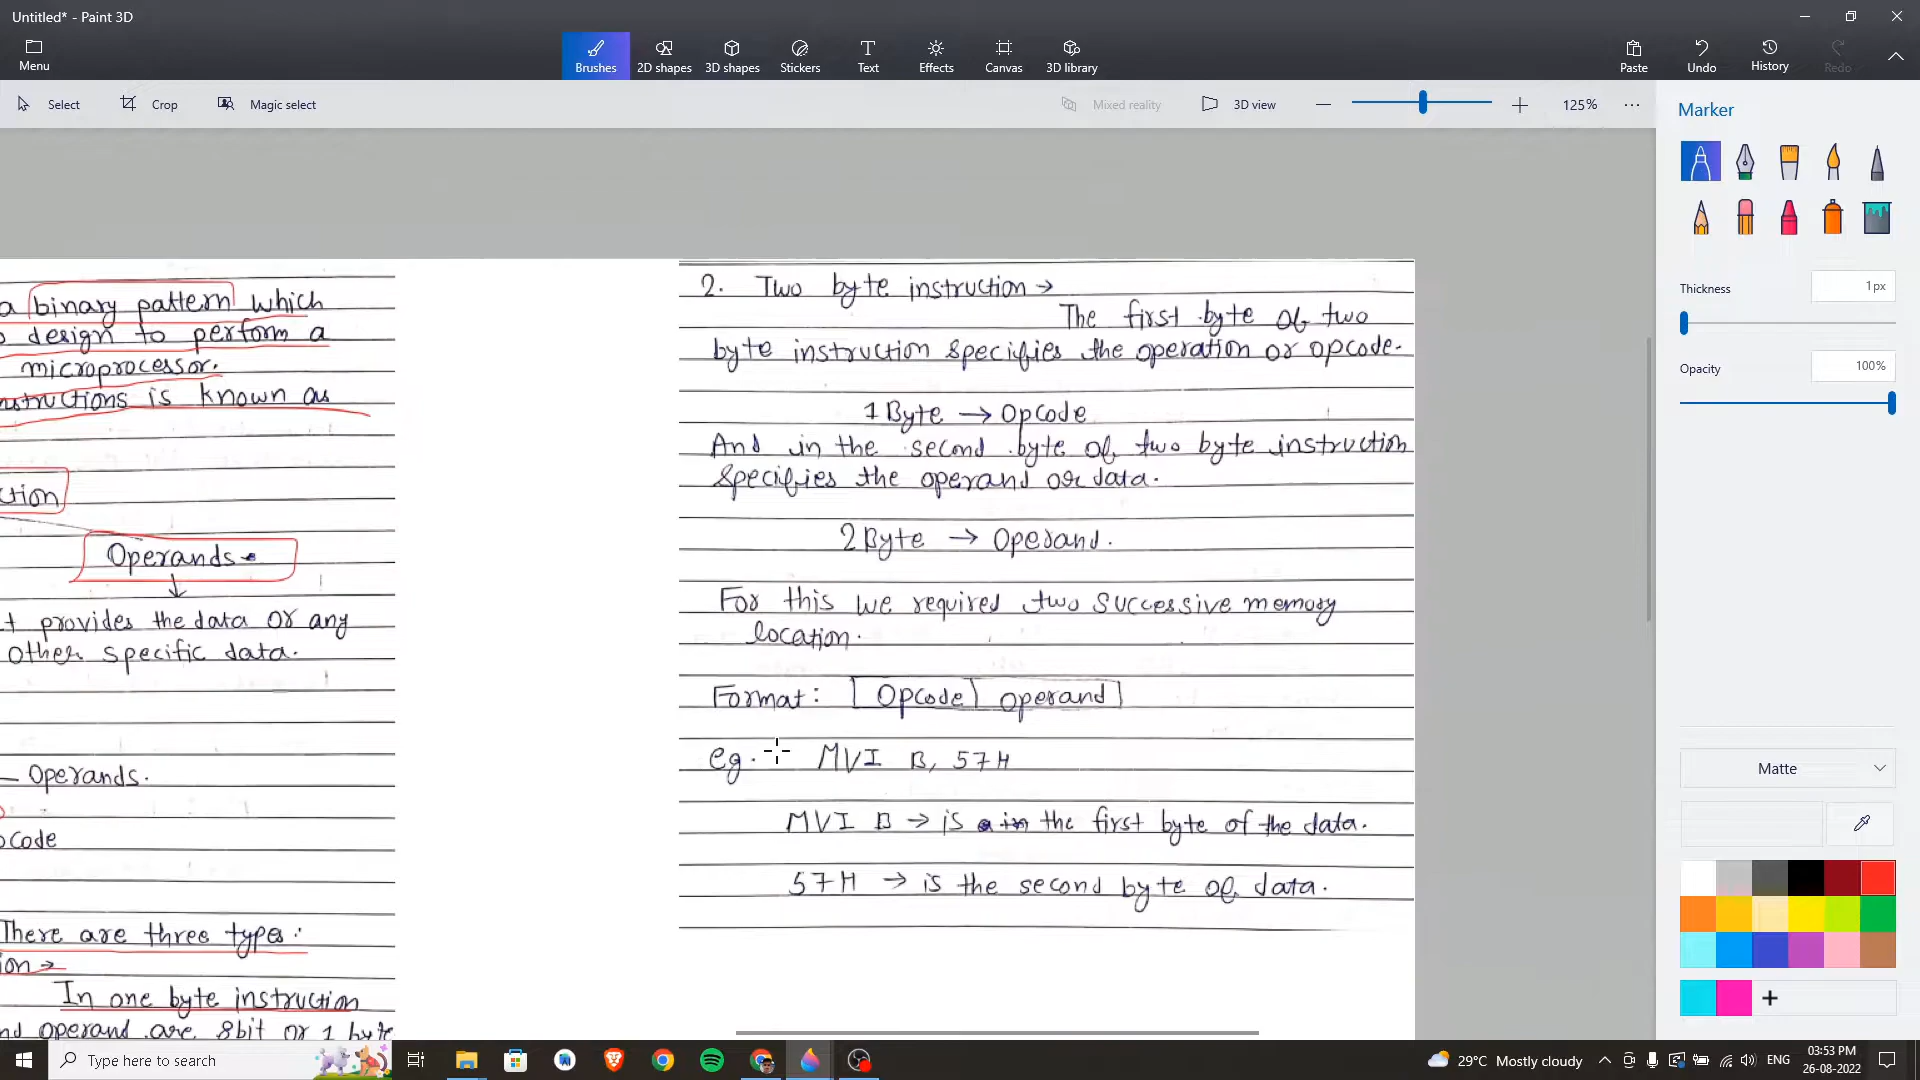 Untitled* - Paint 3D
Menu
Brushes
2D shapes
3D shapes
Stickers
Text
Effects
Canvas
3D library
Paste
Undo
History
Redo
Select
Crop
Magic select
Mixed reality
3D view
125%
Marker
Thickness
1px
Opacity
100%
Matte
a binary pattern which
design to perform a
microprocessor.
is known as
Operands
provides the data or any
other specific data.
— Operands.
There are three types:
In one byte instruction
operand are 8bit or 1 byte
2. Two byte instruction →
The first byte of two
byte instruction specifies the operation or opcode.
1 Byte → Opcode
And in the second byte of two byte instruction
specifies the operand or data.
2 Byte → Operand.
For this we required two successive memory
location.
Format: Opcode operand
eg. MVI B, 57H
MVI B → is the first byte of the data.
57H → is the second byte of data.
Type here to search
29°C Mostly cloudy
ENG
03:53 PM
26-08-2022